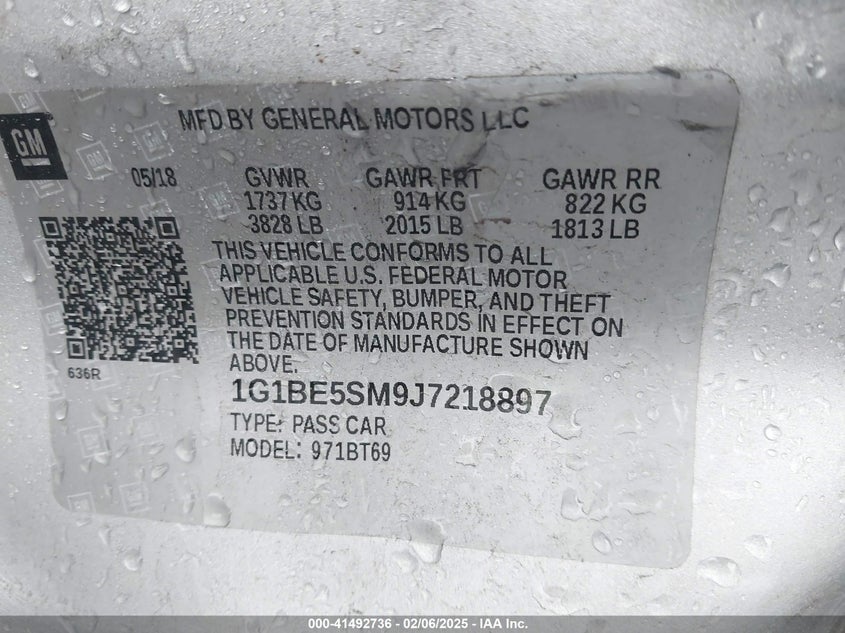 GM
MFD BY GENERAL MOTORS LLC
05/18 GVWR GAWR FRT GAWR RR
1737 KG 914 KG 822 KG
3828 LB 2015 LB 1813 LB
THIS VEHICLE CONFORMS TO ALL
APPLICABLE U.S. FEDERAL MOTOR
VEHICLE SAFETY, BUMPER, AND THEFT
PREVENTION STANDARDS IN EFFECT ON
THE DATE OF MANUFACTURE SHOWN
ABOVE.
636R
1G1BE5SM9J7218897
TYPE: PASS CAR
MODEL: 971BT69
000-41492736 - 02/06/2025 - IAA Inc.